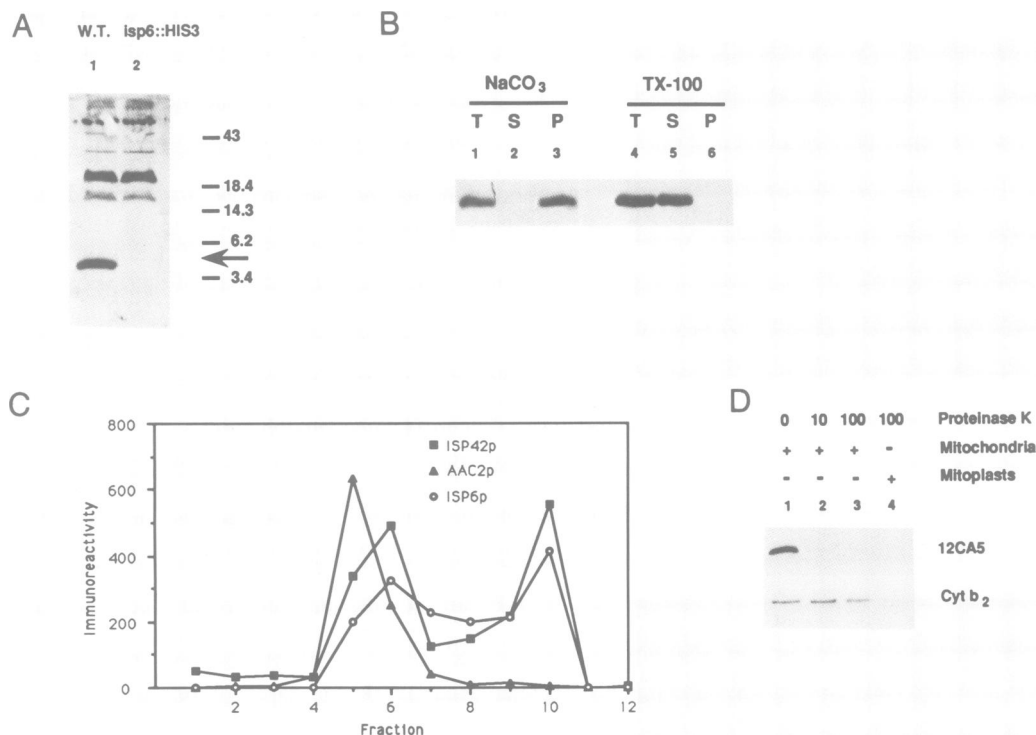 A
W.T. isp6::HIS3
1 2
43
18.4
14.3
6.2
3.4
B
NaCO3 TX-100
T S P T S P
1 2 3 4 5 6
C
800
600
400
200
0
Immunoreactivity
ISP42p
AAC2p
ISP6p
2 4 6 8 10 12
Fraction
D
0 10 100 100 Proteinase K
+ + + - Mitochondria
- - - + Mitoplasts
1 2 3 4
12CA5
Cyt b2